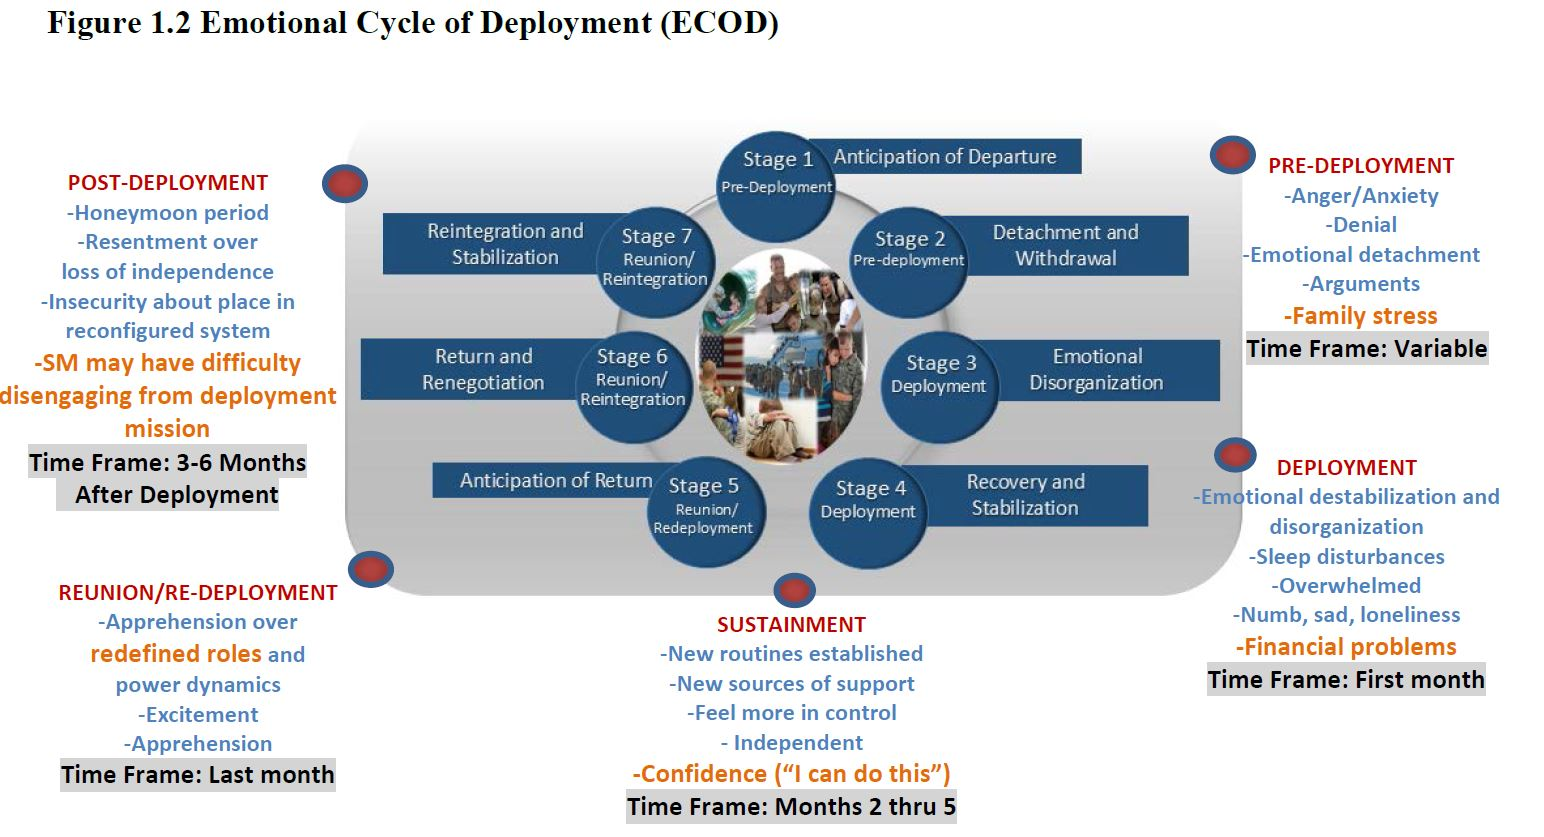 Figure 1.2 Emotional Cycle of Deployment (ECOD)
Stage 1
Pre-Deployment
Anticipation of Departure
Stage 2
Pre-deployment
Detachment and
Withdrawal
Stage 3
Deployment
Emotional
Disorganization
Stage 4
Deployment
Recovery and
Stabilization
Stage 5
Reunion/
Redeployment
Anticipation of Return
Stage 6
Reunion/
Reintegration
Return and
Renegotiation
Stage 7
Reunion/
Reintegration
Reintegration and
Stabilization
PRE-DEPLOYMENT
-Anger/Anxiety
-Denial
-Emotional detachment
-Arguments
-Family stress
Time Frame: Variable
DEPLOYMENT
-Emotional destabilization and
disorganization
-Sleep disturbances
-Overwhelmed
-Numb, sad, loneliness
-Financial problems
Time Frame: First month
SUSTAINMENT
-New routines established
-New sources of support
-Feel more in control
- Independent
-Confidence (“I can do this”)
Time Frame: Months 2 thru 5
REUNION/RE-DEPLOYMENT
-Apprehension over
redefined roles and
power dynamics
-Excitement
-Apprehension
Time Frame: Last month
POST-DEPLOYMENT
-Honeymoon period
-Resentment over
loss of independence
-Insecurity about place in
reconfigured system
-SM may have difficulty
disengaging from deployment
mission
Time Frame: 3-6 Months
After Deployment